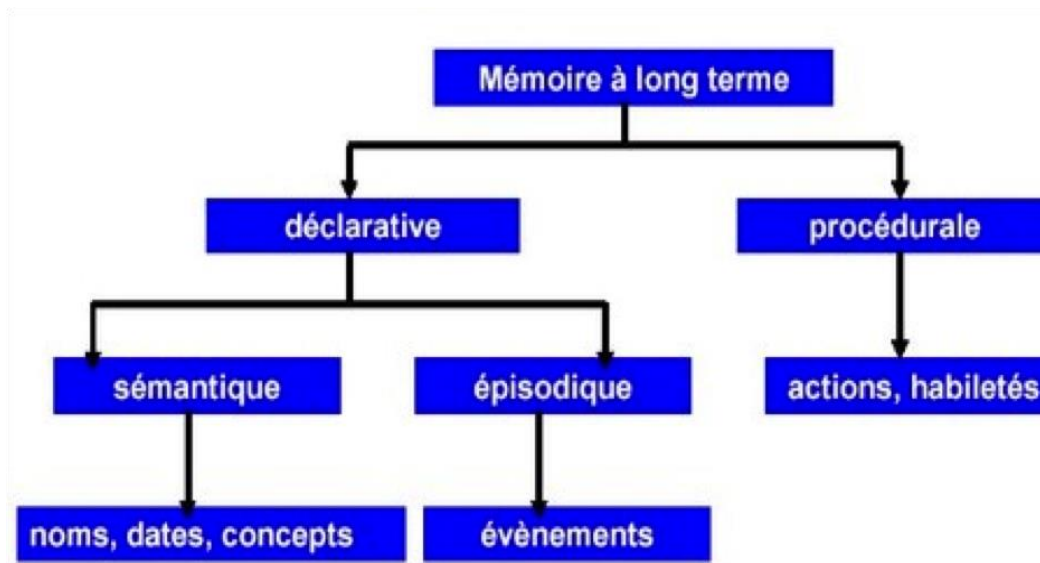 Mémoire à long terme
déclarative
procédurale
sémantique
épisodique
actions, habiletés
noms, dates, concepts
évènements